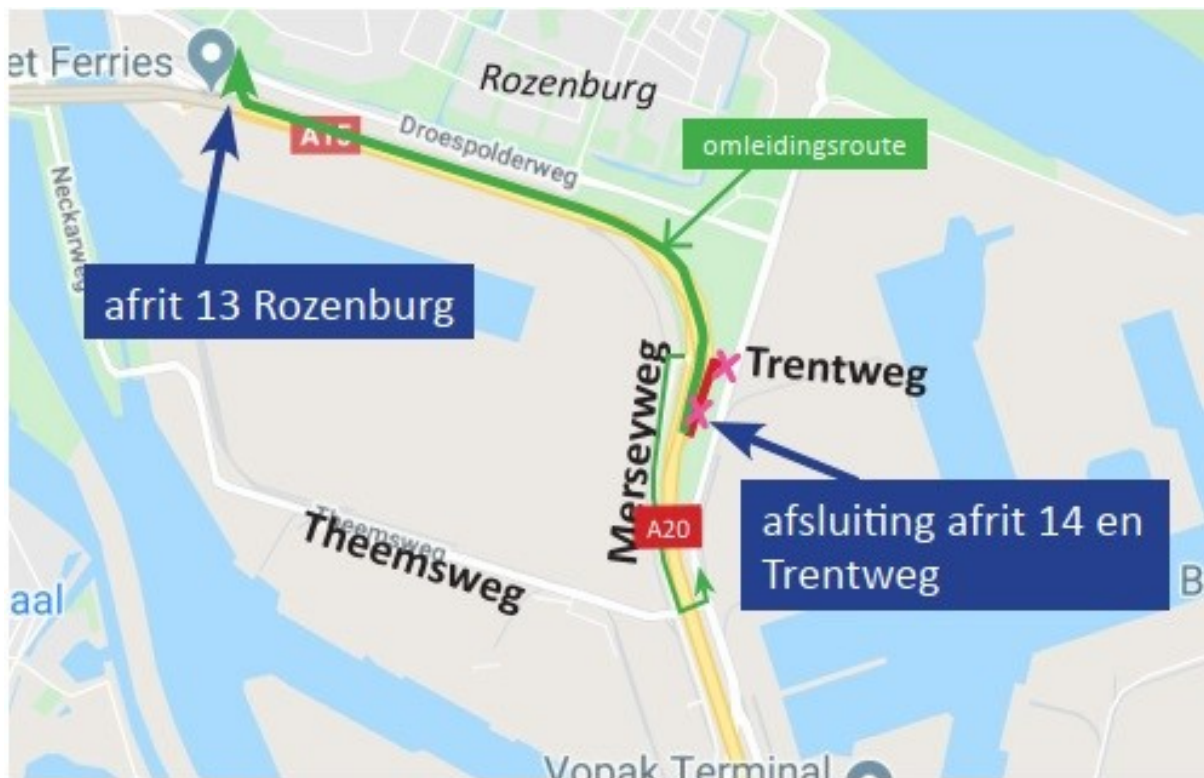 et Ferries
Rozenburg
A15
Droespolderweg
omleidingsroute
Neckarweg
afrit 13 Rozenburg
Merseyweg
Trentweg
A20
afsluiting afrit 14 en
Trentweg
Theemsweg
Theemsweg
aal
B
Vopak Terminal